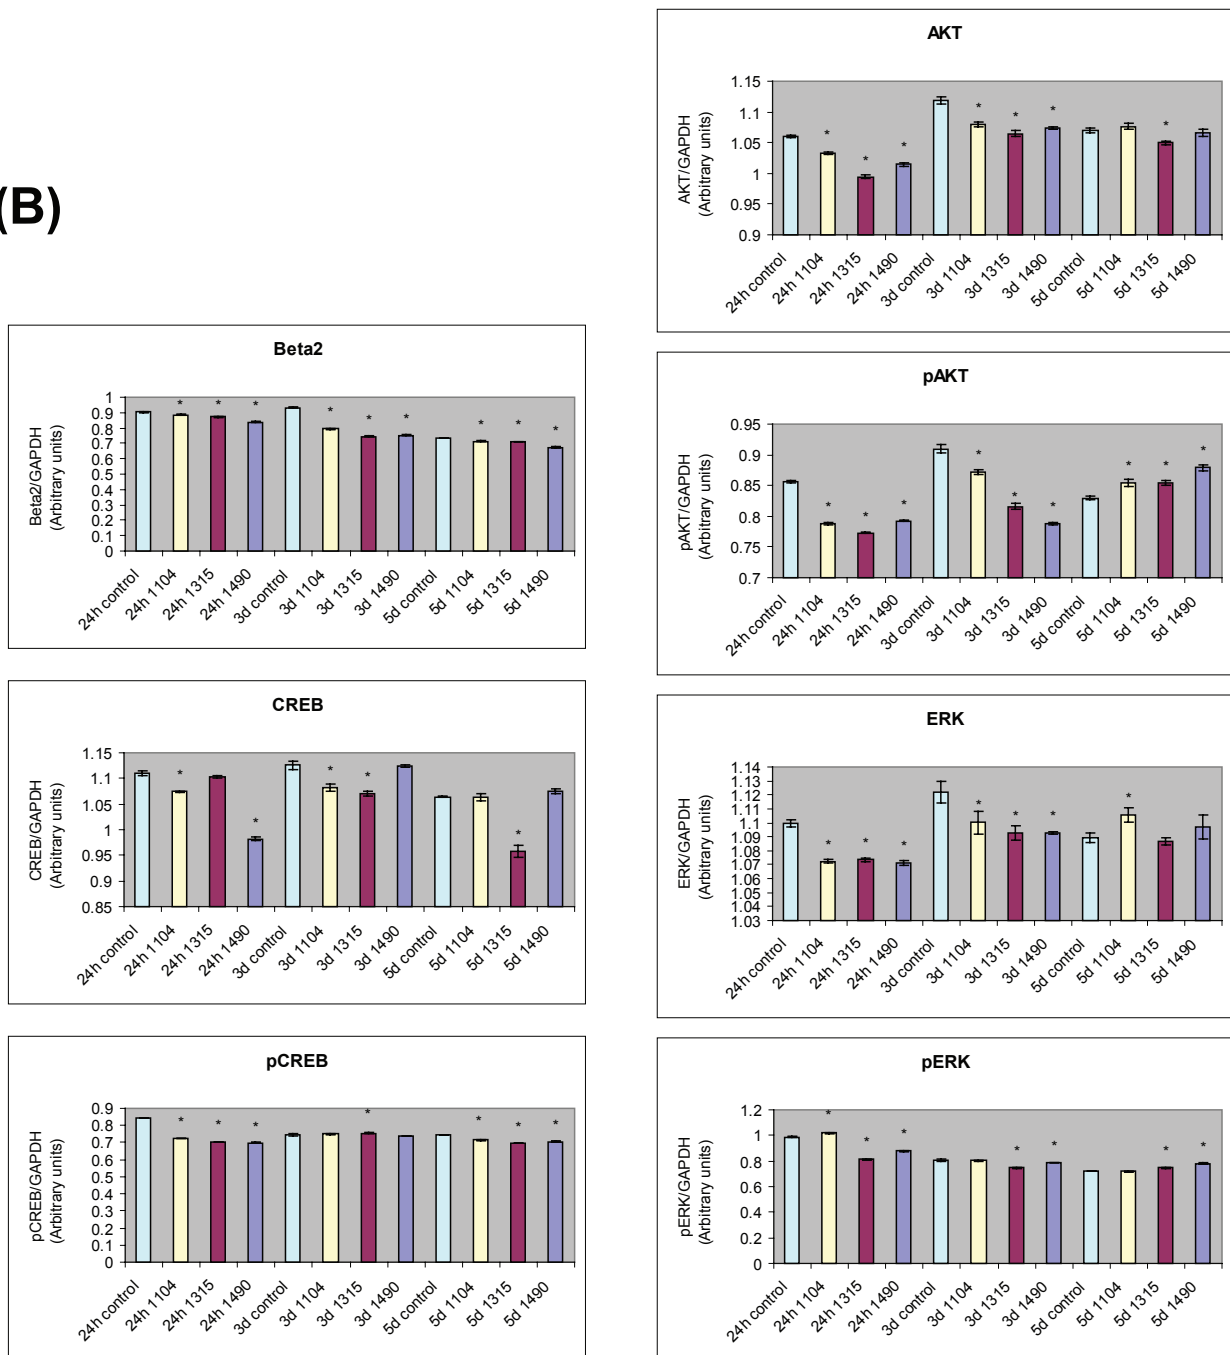 (B)
Beta2
Beta2/GAPDH
(Arbitrary units)
1
0.9
0.8
0.7
0.6
0.5
0.4
0.3
0.2
0.1
0
* * * * * * * * *
24h control
24h 1104
24h 1315
24h 1490
3d control
3d 1104
3d 1315
3d 1490
5d control
5d 1104
5d 1315
5d 1490
CREB
CREB/GAPDH
(Arbitrary units)
1.15
1.1
1.05
1
0.95
0.9
0.85
* * * * *
24h control
24h 1104
24h 1315
24h 1490
3d control
3d 1104
3d 1315
3d 1490
5d control
5d 1104
5d 1315
5d 1490
pCREB
pCREB/GAPDH
(Arbitrary units)
0.9
0.8
0.7
0.6
0.5
0.4
0.3
0.2
0.1
0
* * * * * * *
24h control
24h 1104
24h 1315
24h 1490
3d control
3d 1104
3d 1315
3d 1490
5d control
5d 1104
5d 1315
5d 1490
AKT
AKT/GAPDH
(Arbitrary units)
1.15
1.1
1.05
1
0.95
0.9
* * * * * * *
24h control
24h 1104
24h 1315
24h 1490
3d control
3d 1104
3d 1315
3d 1490
5d control
5d 1104
5d 1315
5d 1490
pAKT
pAKT/GAPDH
(Arbitrary units)
0.95
0.9
0.85
0.8
0.75
0.7
* * * * * * * * *
24h control
24h 1104
24h 1315
24h 1490
3d control
3d 1104
3d 1315
3d 1490
5d control
5d 1104
5d 1315
5d 1490
ERK
ERK/GAPDH
(Arbitrary units)
1.14
1.13
1.12
1.11
1.1
1.09
1.08
1.07
1.06
1.05
1.04
1.03
* * * * * * *
24h control
24h 1104
24h 1315
24h 1490
3d control
3d 1104
3d 1315
3d 1490
5d control
5d 1104
5d 1315
5d 1490
pERK
pERK/GAPDH
(Arbitrary units)
1.2
1
0.8
0.6
0.4
0.2
0
* * * * * * *
24h control
24h 1104
24h 1315
24h 1490
3d control
3d 1104
3d 1315
3d 1490
5d control
5d 1104
5d 1315
5d 1490